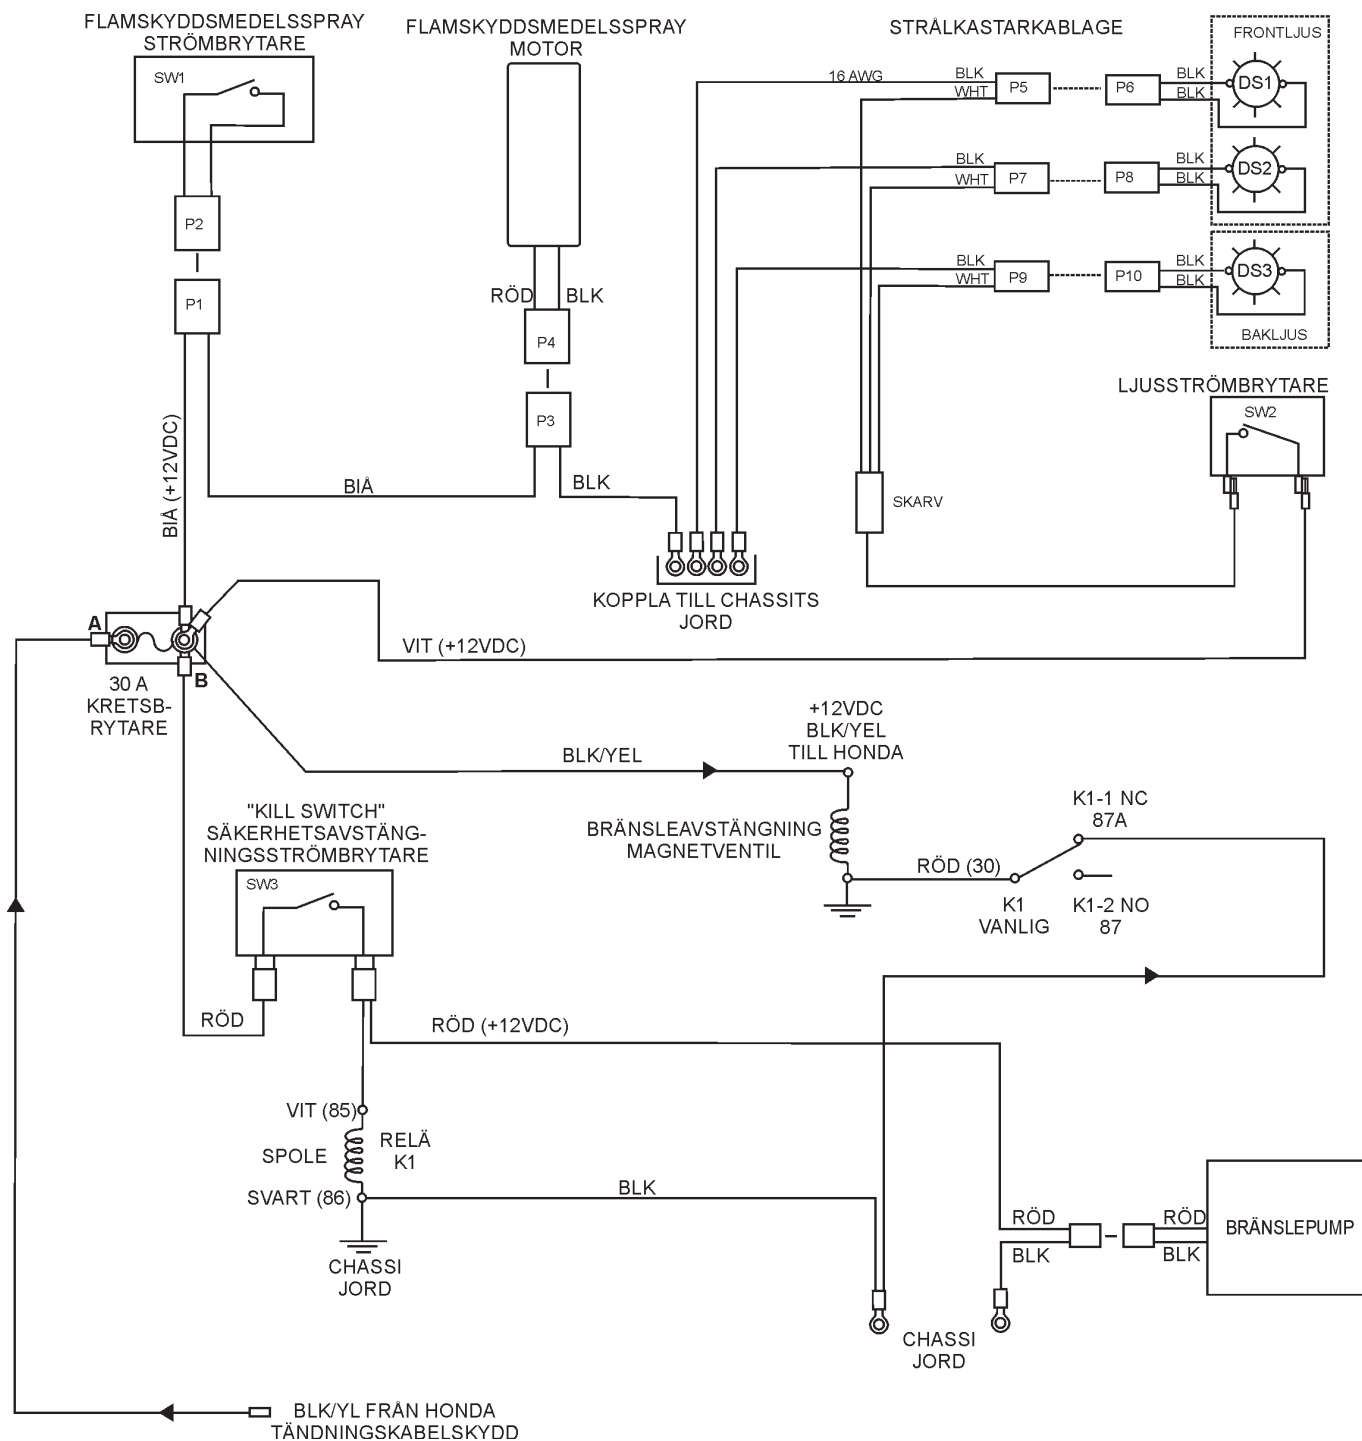 FLAMSKYDDSMEDELSSPRAY
STRÖMBRYTARE
SW1
P2
P1
BIÅ (+12VDC)
BIÅ
FLAMSKYDDSMEDELSSPRAY
MOTOR
RÖD
BLK
P4
P3
BLK
STRÅLKASTARKABLAGE
16 AWG
BLK
WHT
P5
P6
BLK
BLK
FRONTLJUS
DS1
BLK
WHT
P7
P8
BLK
BLK
DS2
BLK
WHT
P9
P10
BLK
BLK
DS3
BAKLJUS
LJUSSTRÖMBRYTARE
SW2
SKARV
KOPPLA TILL CHASSITS
JORD
A
B
30 A
KRETSB-
RYTARE
VIT (+12VDC)
BLK/YEL
+12VDC
BLK/YEL
TILL HONDA
BRÄNSLEAVSTÄNGNING
MAGNETVENTIL
RÖD (30)
K1
VANLIG
K1-1 NC
87A
K1-2 NO
87
"KILL SWITCH"
SÄKERHETSAVSTÄNG-
NINGSSTRÖMBRYTARE
SW3
RÖD
RÖD (+12VDC)
VIT (85)
SPOLE
RELÄ
K1
SVART (86)
BLK
CHASSI
JORD
RÖD
BLK
RÖD
BLK
BRÄNSLEPUMP
CHASSI
JORD
BLK/YL FRÅN HONDA
TÄNDNINGSKABELSKYDD